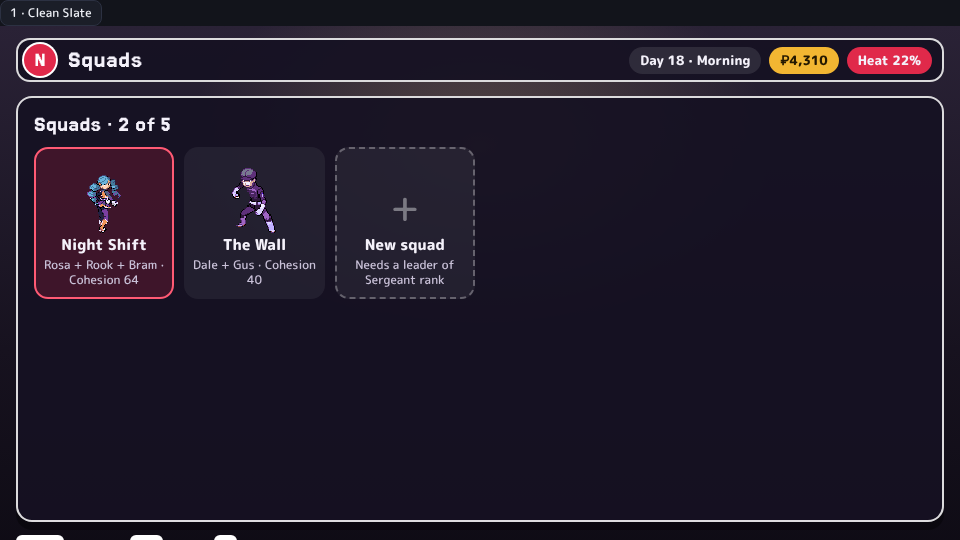 1 · Clean Slate
N
Squads
Day 18 · Morning
₽4,310
Heat 22%
Squads · 2 of 5
Night Shift
Rosa + Rook + Bram ·
Cohesion 64
The Wall
Dale + Gus · Cohesion
40
New squad
Needs a leader of
Sergeant rank